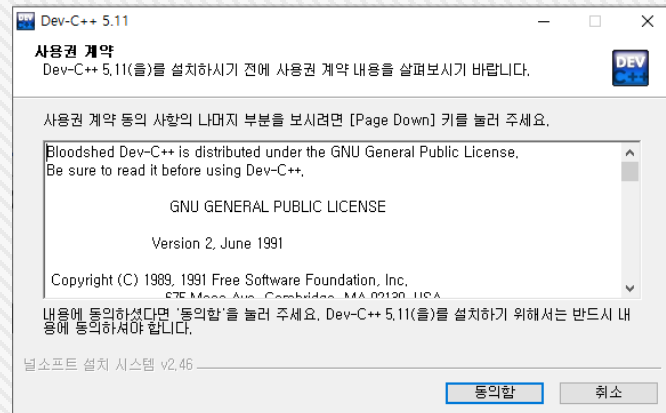 Dev-C++ 5.11
사용권 계약
Dev-C++ 5.11(을)를 설치하시기 전에 사용권 계약 내용을 살펴보시기 바랍니다.
DEV
C++
사용권 계약 동의 사항의 나머지 부분을 보시려면 [Page Down] 키를 눌러 주세요.
Bloodshed Dev-C++ is distributed under the GNU General Public License.
Be sure to read it before using Dev-C++.
GNU GENERAL PUBLIC LICENSE
Version 2, June 1991
Copyright (C) 1989, 1991 Free Software Foundation, Inc.
675 Mass Ave, Cambridge, MA 02139, USA
내용에 동의하셨다면 '동의함'을 눌러 주세요. Dev-C++ 5.11(을)를 설치하기 위해서는 반드시 내
용에 동의하셔야 합니다.
널소프트 설치 시스템 v2.46
동의함
취소